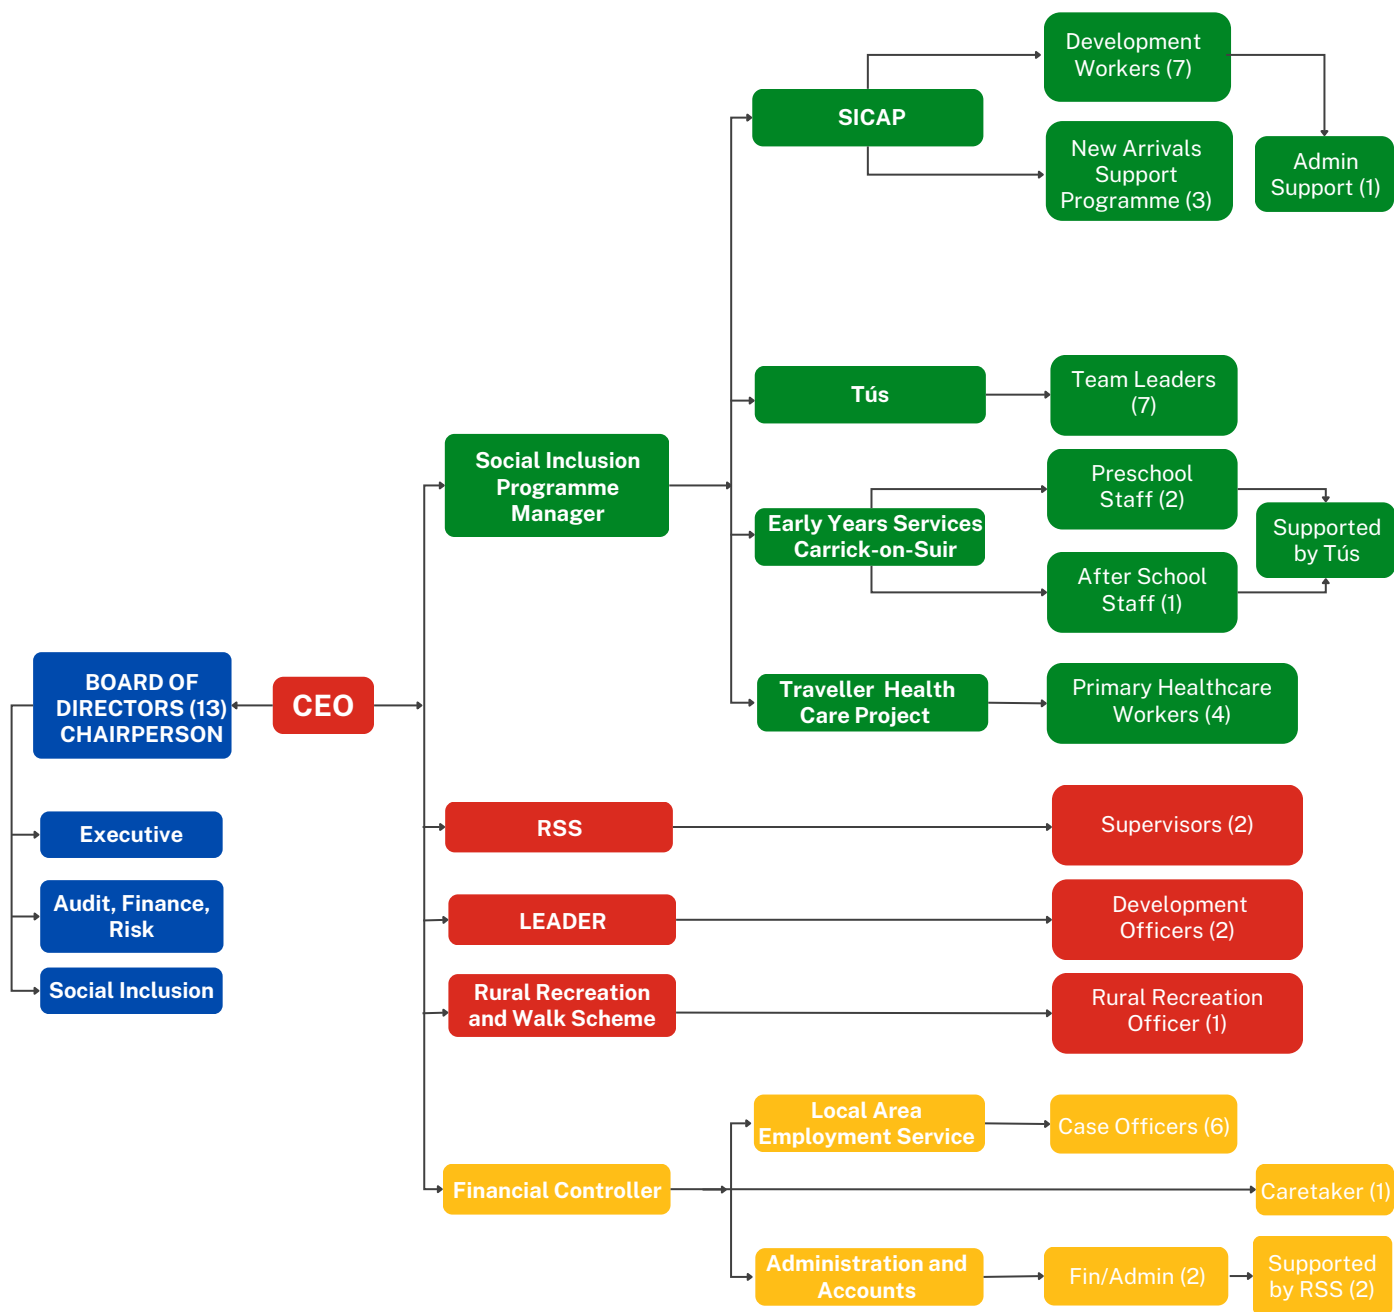 Development
Workers (7)
SICAP
New Arrivals
Support
Programme (3)
Admin
Support (1)
Tús
Team Leaders
(7)
Social Inclusion
Programme
Manager
Preschool
Staff (2)
Early Years Services
Carrick-on-Suir
Supported
by Tús
After School
Staff (1)
BOARD OF
DIRECTORS (13)
CHAIRPERSON
CEO
Traveller Health
Care Project
Primary Healthcare
Workers (4)
Executive
Audit, Finance,
Risk
Social Inclusion
RSS
Supervisors (2)
LEADER
Development
Officers (2)
Rural Recreation
and Walk Scheme
Rural Recreation
Officer (1)
Local Area
Employment Service
Case Officers (6)
Financial Controller
Caretaker (1)
Administration and
Accounts
Fin/Admin (2)
Supported
by RSS (2)